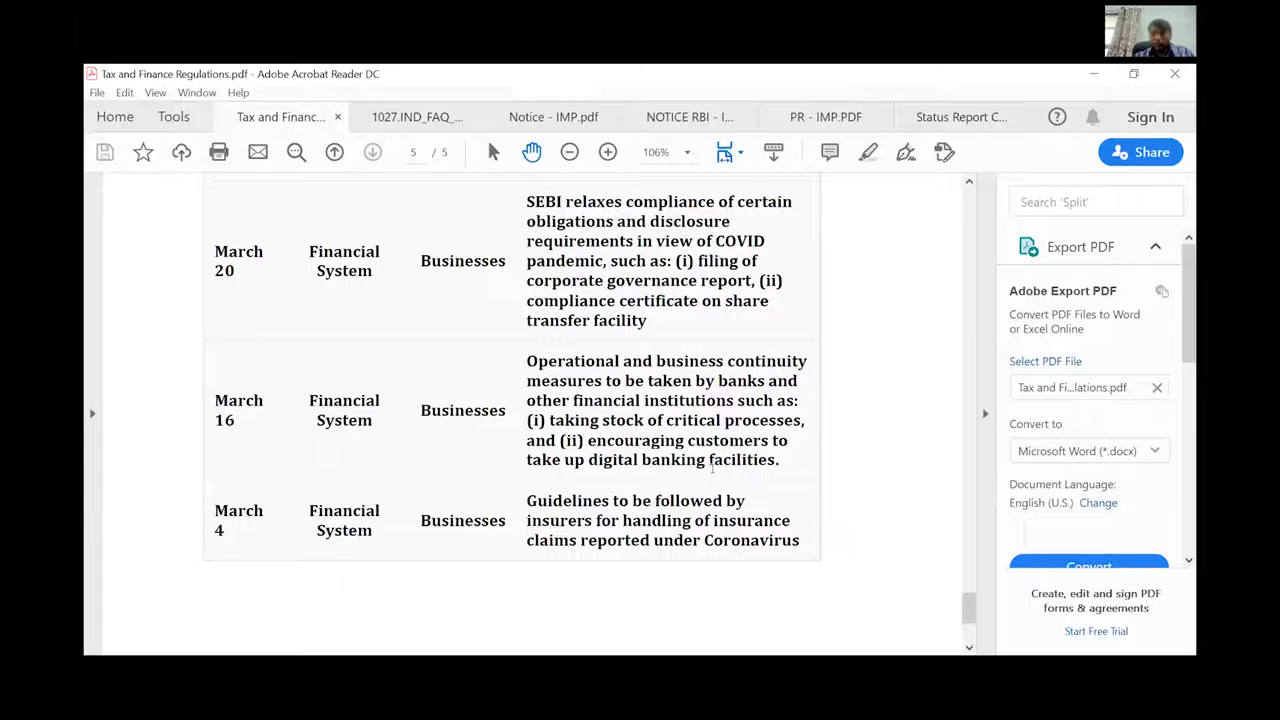 Tax and Finance Regulations.pdf - Adobe Acrobat Reader DC
File Edit View Window Help
Home Tools Tax and Financ... × 1027.IND_FAQ_... Notice - IMP.pdf NOTICE RBI - I... PR - IMP.PDF Status Report C... Sign In
5 / 5 106% Share
SEBI relaxes compliance of certain
obligations and disclosure
requirements in view of COVID
pandemic, such as: (i) filing of
corporate governance report, (ii)
compliance certificate on share
transfer facility
March
20
Financial
System
Businesses
Operational and business continuity
measures to be taken by banks and
other financial institutions such as:
(i) taking stock of critical processes,
and (ii) encouraging customers to
take up digital banking facilities.
March
16
Financial
System
Businesses
Guidelines to be followed by
insurers for handling of insurance
claims reported under Coronavirus
March
4
Financial
System
Businesses
Search 'Split'
Export PDF
Adobe Export PDF
Convert PDF Files to Word
or Excel Online
Select PDF File
Tax and Fi...lations.pdf
Convert to
Microsoft Word (*.docx)
Document Language:
English (U.S.) Change
Convert
Create, edit and sign PDF
forms & agreements
Start Free Trial